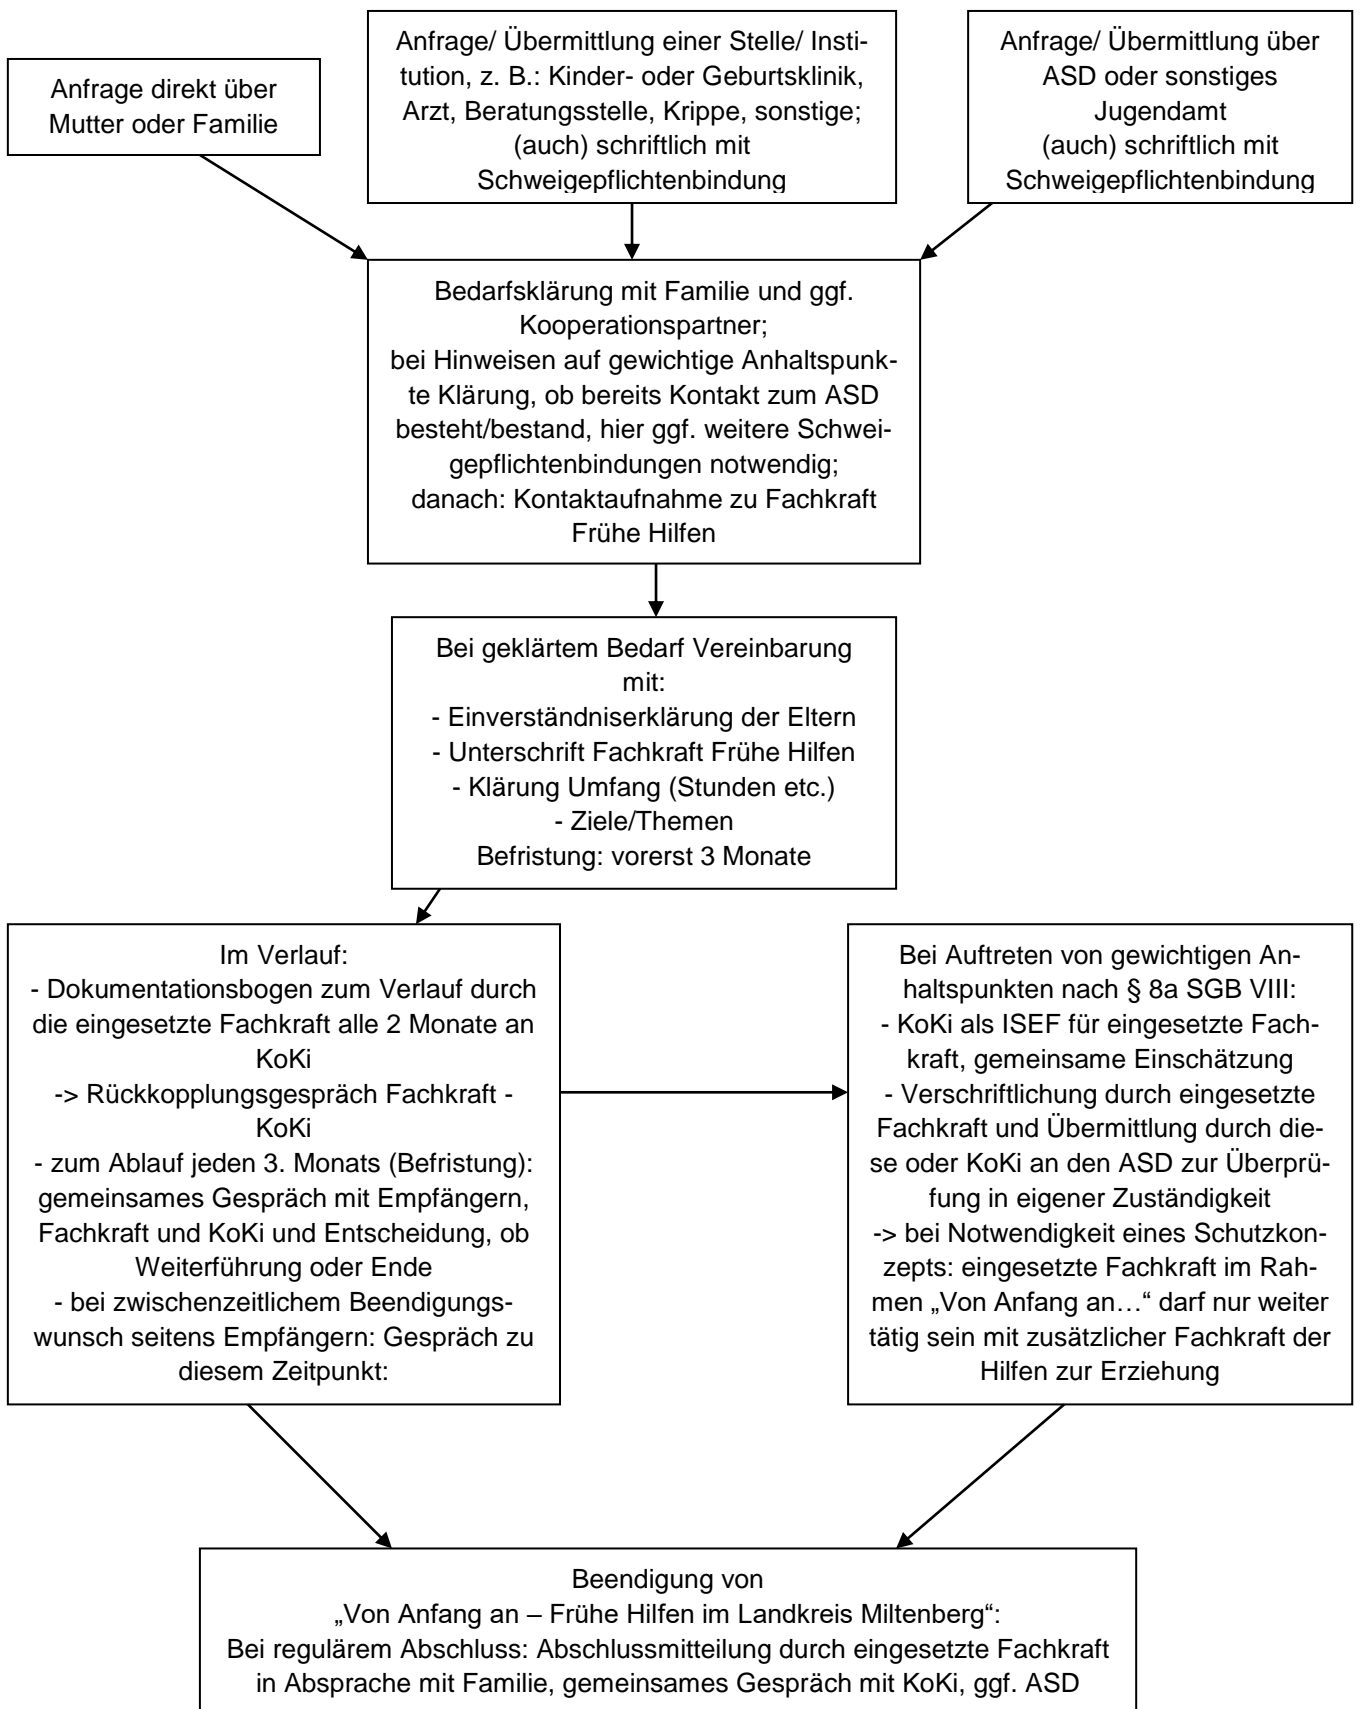 Anfrage direkt über
Mutter oder Familie
Anfrage/ Übermittlung einer Stelle/ Insti-
tution, z. B.: Kinder- oder Geburtsklinik,
Arzt, Beratungsstelle, Krippe, sonstige;
(auch) schriftlich mit
Schweigepflichtenbindung
Anfrage/ Übermittlung über
ASD oder sonstiges
Jugendamt
(auch) schriftlich mit
Schweigepflichtenbindung
Bedarfsklärung mit Familie und ggf.
Kooperationspartner;
bei Hinweisen auf gewichtige Anhaltspunk-
te Klärung, ob bereits Kontakt zum ASD
besteht/bestand, hier ggf. weitere Schwei-
gepflichtenbindungen notwendig;
danach: Kontaktaufnahme zu Fachkraft
Frühe Hilfen
Bei geklärtem Bedarf Vereinbarung
mit:
- Einverständniserklärung der Eltern
- Unterschrift Fachkraft Frühe Hilfen
- Klärung Umfang (Stunden etc.)
- Ziele/Themen
Befristung: vorerst 3 Monate
Im Verlauf:
- Dokumentationsbogen zum Verlauf durch
die eingesetzte Fachkraft alle 2 Monate an
KoKi
-> Rückkopplungsgespräch Fachkraft -
KoKi
- zum Ablauf jeden 3. Monats (Befristung):
gemeinsames Gespräch mit Empfängern,
Fachkraft und KoKi und Entscheidung, ob
Weiterführung oder Ende
- bei zwischenzeitlichem Beendigungs-
wunsch seitens Empfängern: Gespräch zu
diesem Zeitpunkt:
Bei Auftreten von gewichtigen An-
haltspunkten nach § 8a SGB VIII:
- KoKi als ISEF für eingesetzte Fach-
kraft, gemeinsame Einschätzung
- Verschriftlichung durch eingesetzte
Fachkraft und Übermittlung durch die-
se oder KoKi an den ASD zur Überprü-
fung in eigener Zuständigkeit
-> bei Notwendigkeit eines Schutzkon-
zepts: eingesetzte Fachkraft im Rah-
men „Von Anfang an…“ darf nur weiter
tätig sein mit zusätzlicher Fachkraft der
Hilfen zur Erziehung
Beendigung von
„Von Anfang an – Frühe Hilfen im Landkreis Miltenberg“:
Bei regulärem Abschluss: Abschlussmitteilung durch eingesetzte Fachkraft
in Absprache mit Familie, gemeinsames Gespräch mit KoKi, ggf. ASD